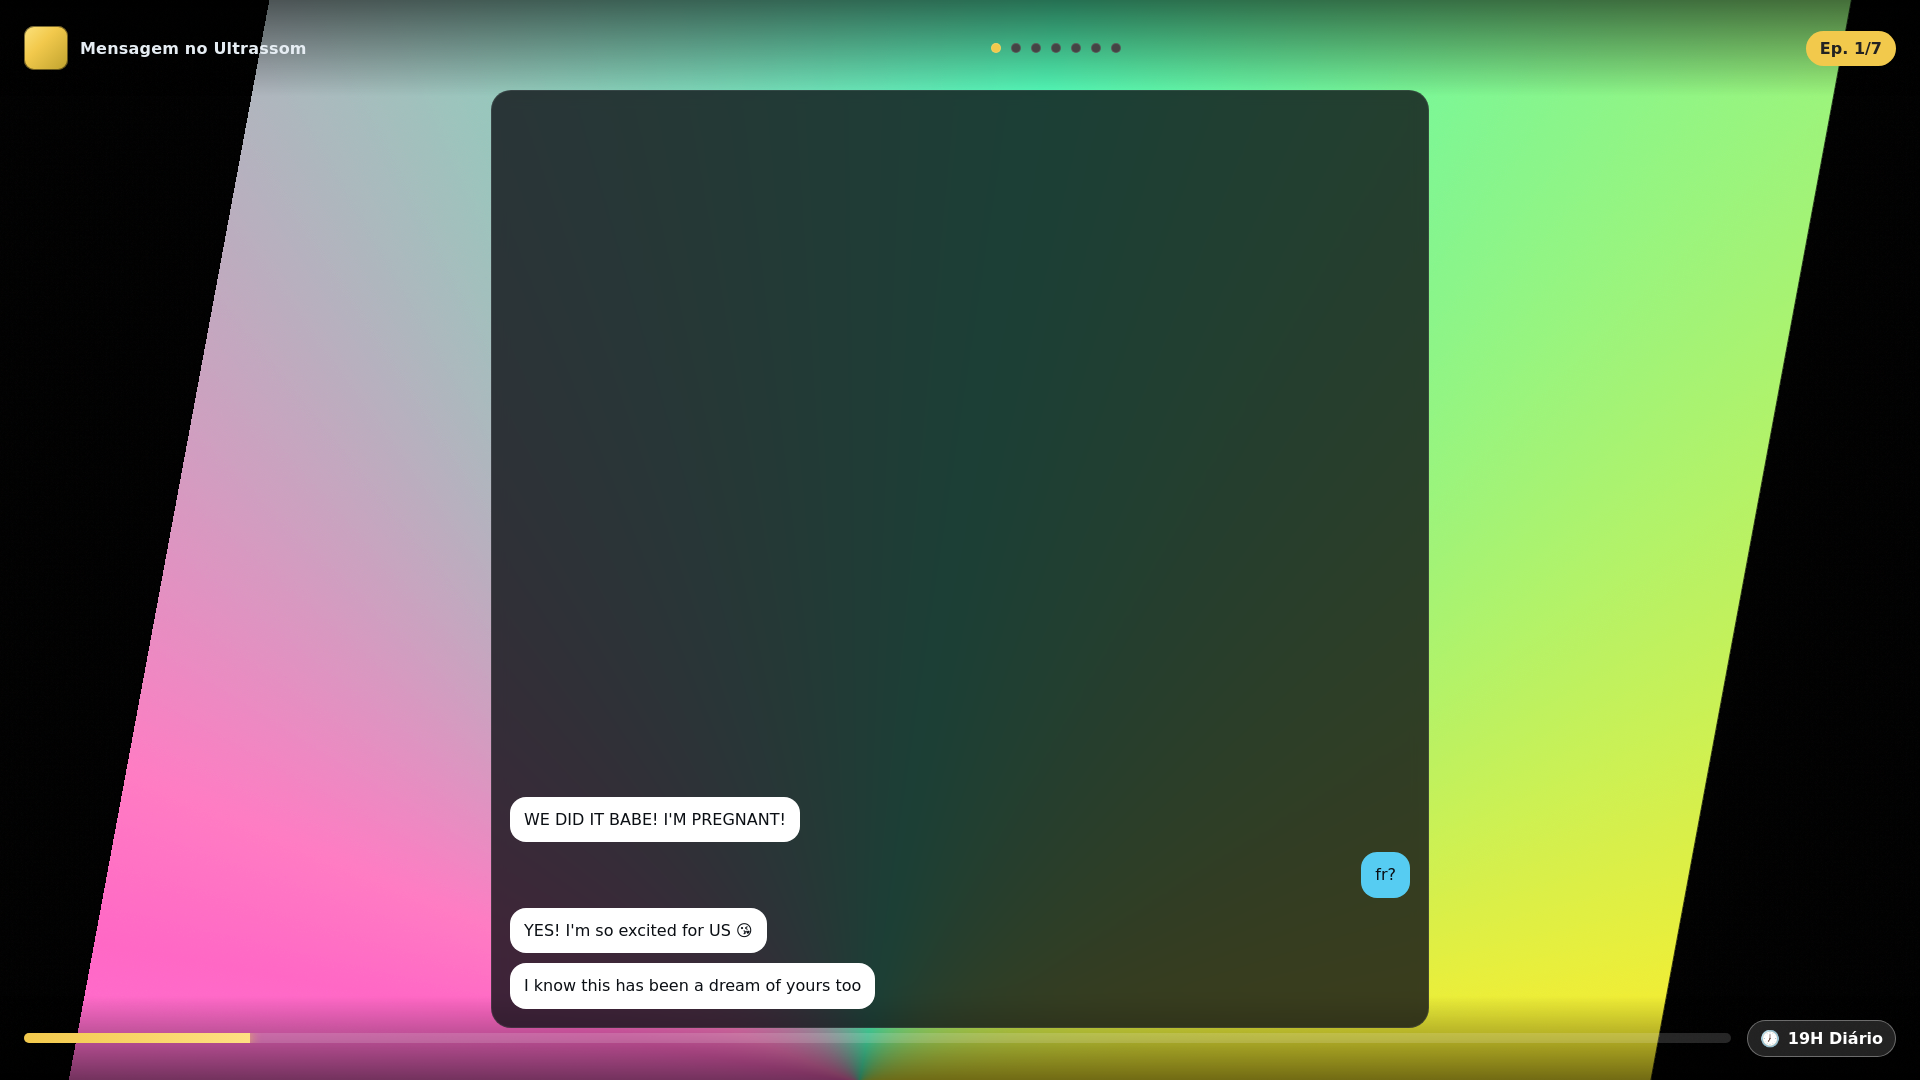 Mensagem no Ultrassom
Ep. 1/7
WE DID IT BABE! I'M PREGNANT!
fr?
YES! I'm so excited for US 😘
I know this has been a dream of yours too
🕖 19H Diário